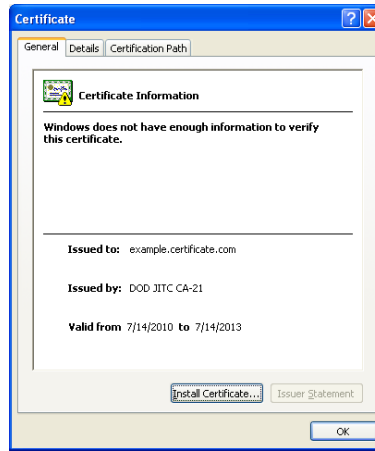 Certificate
General Details Certification Path
Certificate Information
Windows does not have enough information to verify
this certificate.
Issued to: example.certificate.com
Issued by: DOD JITC CA-21
Valid from 7/14/2010 to 7/14/2013
Install Certificate... Issuer Statement
OK